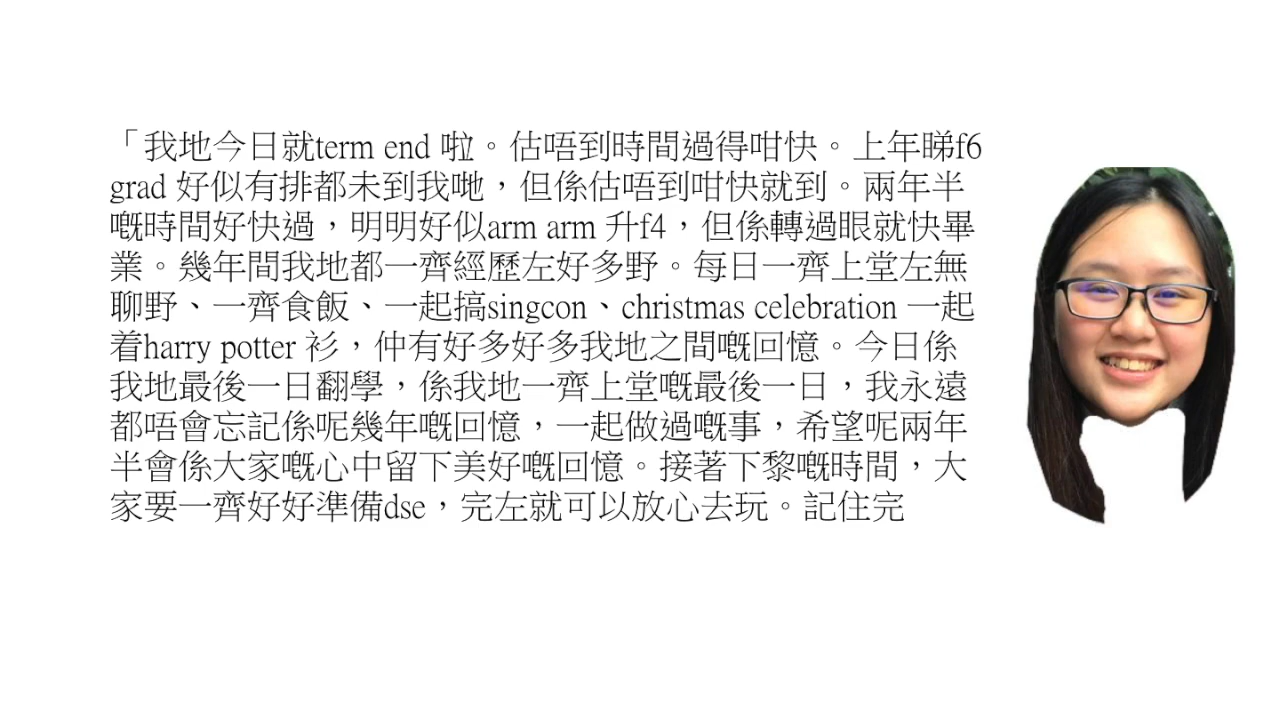 「我地今日就term end 啦。估唔到時間過得咁快。上年睇f6
grad 好似有排都未到我哋，但係估唔到咁快就到。兩年半
嘅時間好快過，明明好似arm arm 升f4，但係轉過眼就快畢
業。幾年間我地都一齊經歷左好多野。每日一齊上堂左無
聊野、一齊食飯、一起搞singcon、christmas celebration 一起
着harry potter 衫，仲有好多好多我地之間嘅回憶。今日係
我地最後一日翻學，係我地一齊上堂嘅最後一日，我永遠
都唔會忘記係呢幾年嘅回憶，一起做過嘅事，希望呢兩年
半會係大家嘅心中留下美好嘅回憶。接著下黎嘅時間，大
家要一齊好好準備dse，完左就可以放心去玩。記住完